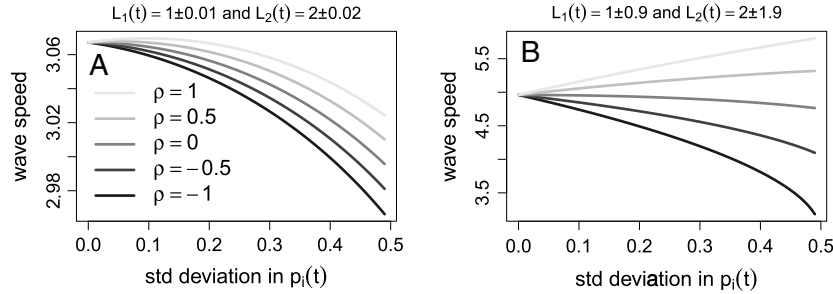 L₁(t) = 1±0.01 and L₂(t) = 2±0.02
A
wave speed
3.06
3.02
2.98
ρ = 1
ρ = 0.5
ρ = 0
ρ = −0.5
ρ = −1
0.0 0.1 0.2 0.3 0.4 0.5
std deviation in pᵢ(t)
L₁(t) = 1±0.9 and L₂(t) = 2±1.9
B
wave speed
5.5
4.5
3.5
0.0 0.1 0.2 0.3 0.4 0.5
std deviation in pᵢ(t)